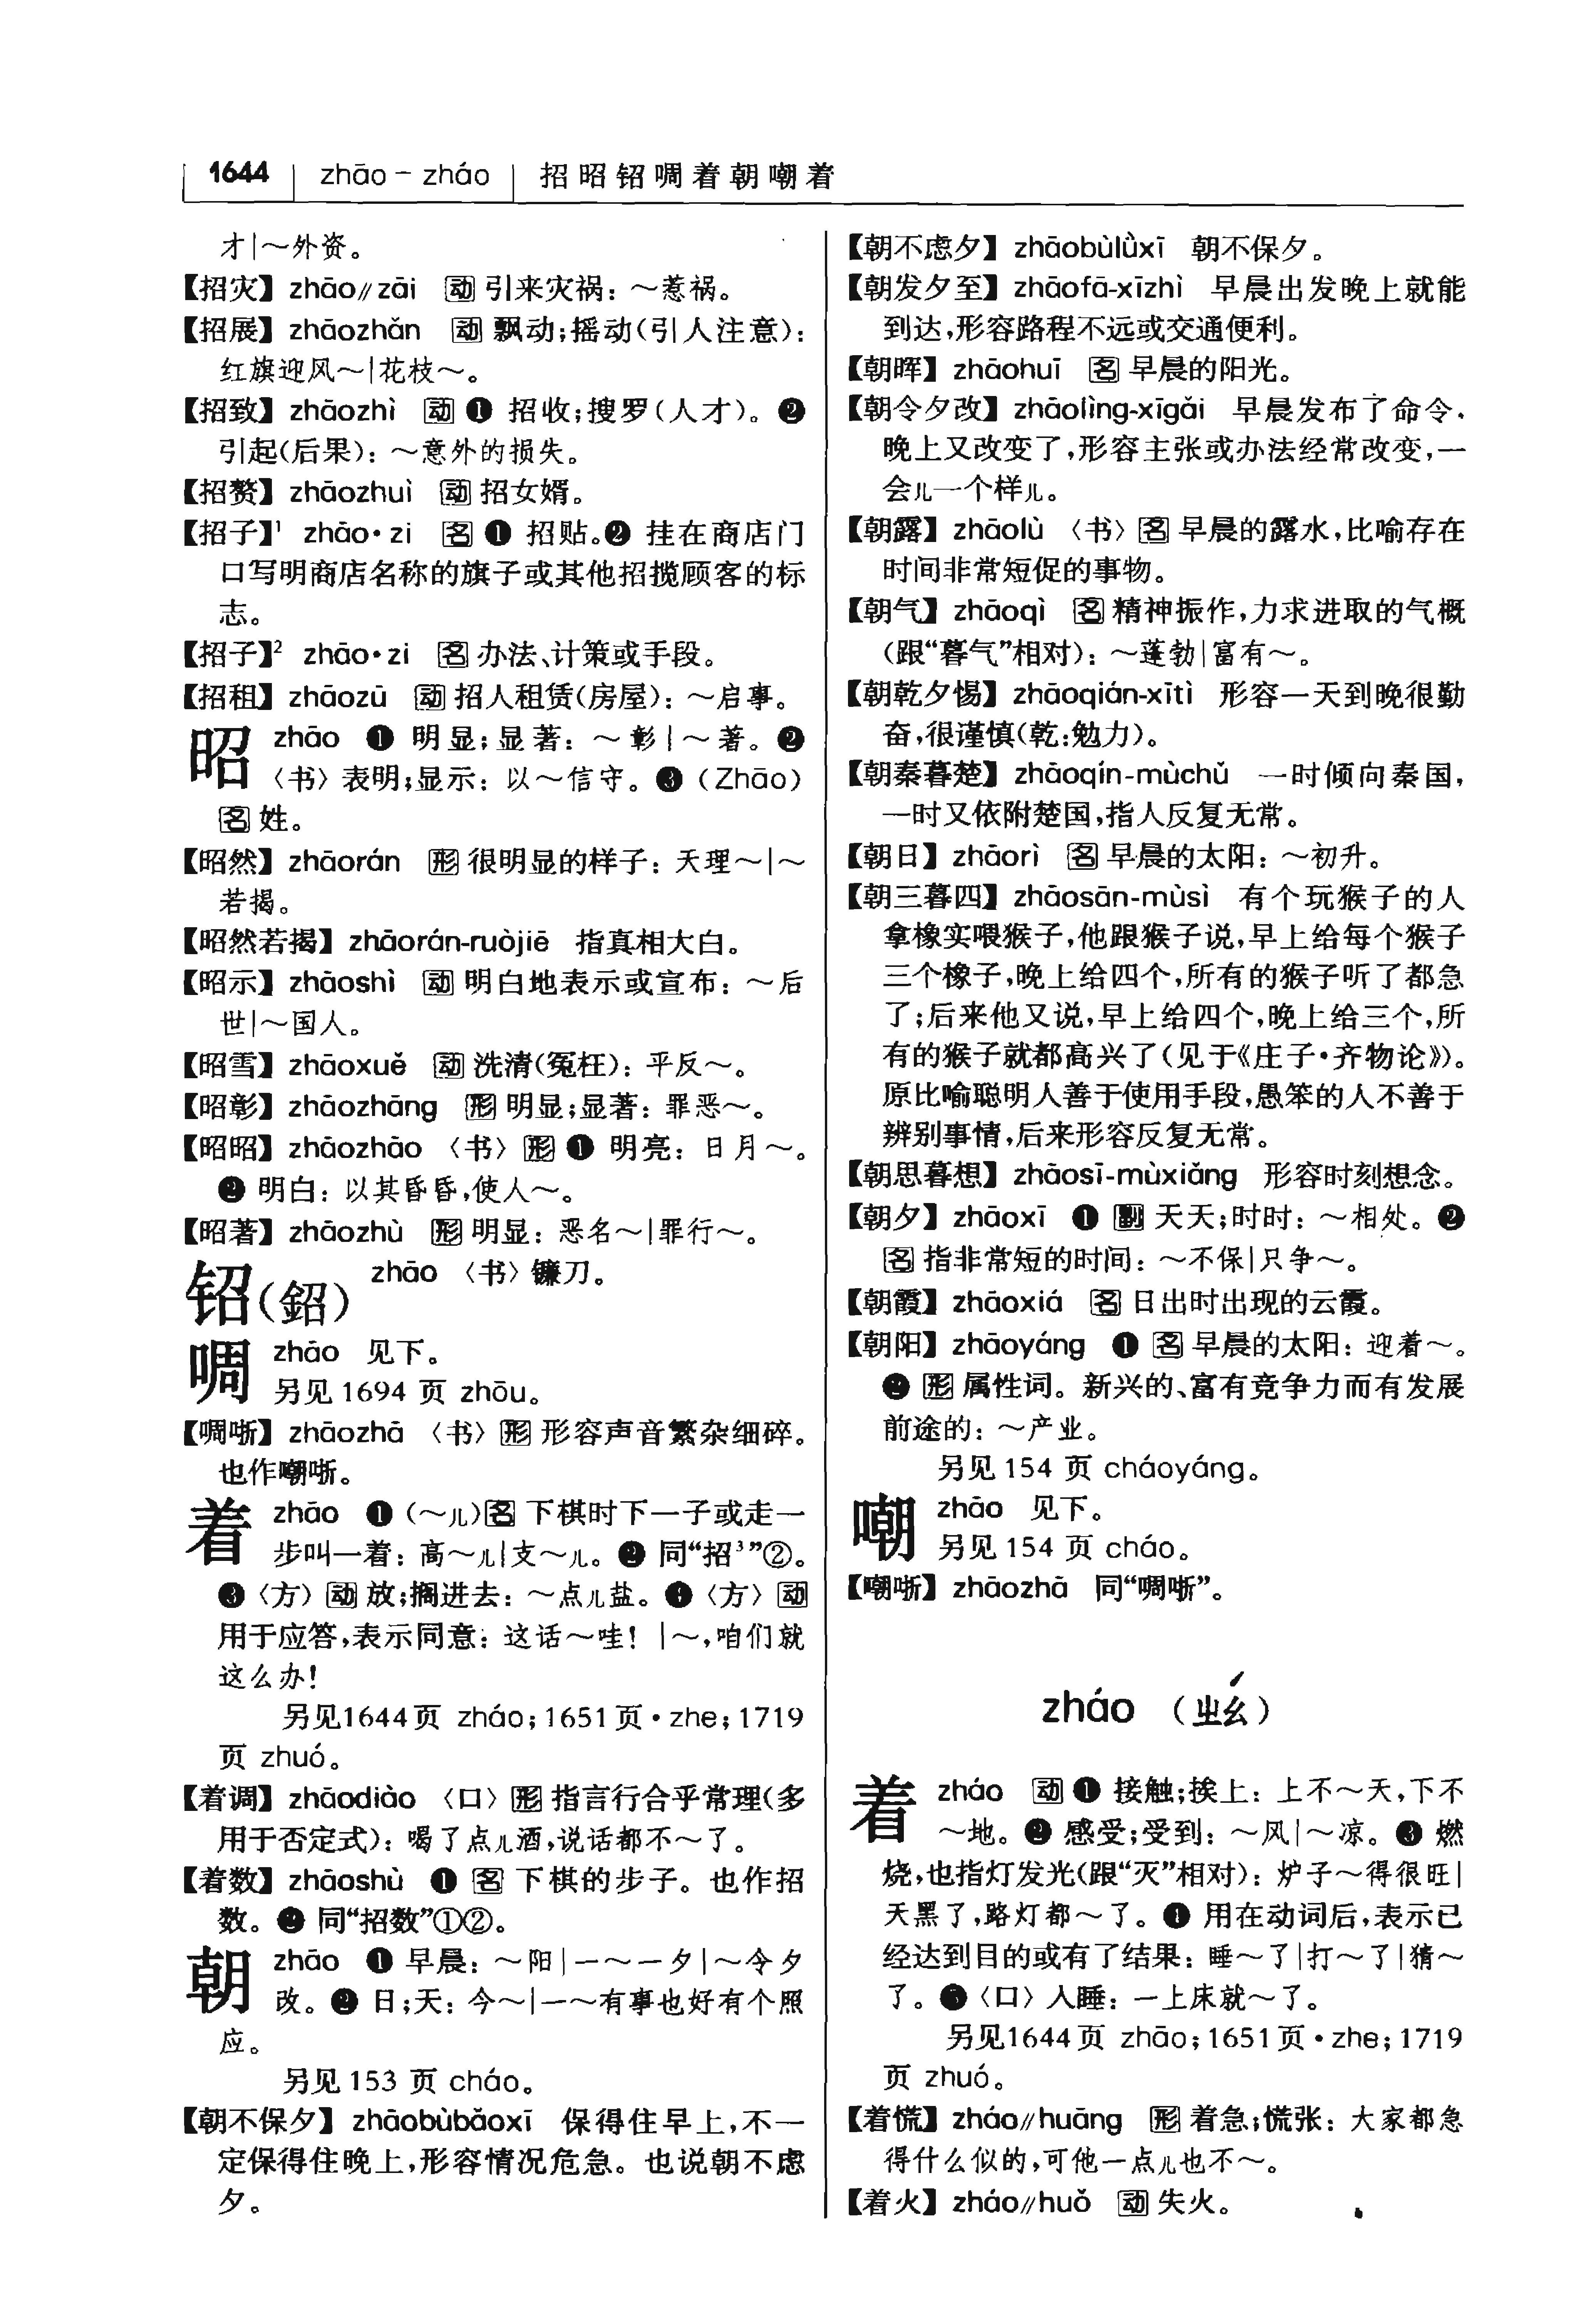 1644 zhāo－zháo 招昭铅啁着朝嘲着
才|～外资。
【招灾】zhāo∥zāi 动 引来灾祸：～惹祸。
【招展】zhāozhǎn 动 飘动；摇动（引人注意）：
红旗迎风～|花枝～。
【招致】zhāozhì 动 ❶ 招收；搜罗（人才）。❷
引起（后果）：～意外的损失。
【招赘】zhāozhuì 动 招女婿。
【招子】¹ zhāo·zi 名 ❶ 招贴。❷ 挂在商店门
口写明商店名称的旗子或其他招揽顾客的标
志。
【招子】² zhāo·zi 名 办法、计策或手段。
【招租】zhāozū 动 招人租赁（房屋）：～启事。
昭 zhāo ❶ 明显；显著：～彰|～著。❷
〈书〉表明；显示：以～信守。❸（Zhāo）
名 姓。
【昭然】zhāorán 形 很明显的样子：天理～|～
若揭。
【昭然若揭】zhāorán-ruòjiē 指真相大白。
【昭示】zhāoshì 动 明白地表示或宣布：～后
世|～国人。
【昭雪】zhāoxuě 动 洗清（冤枉）：平反～。
【昭彰】zhāozhāng 形 明显；显著：罪恶～。
【昭昭】zhāozhāo〈书〉形 ❶ 明亮：日月～。
❷ 明白：以其昏昏，使人～。
【昭著】zhāozhù 形 明显：恶名～|罪行～。
钊(鉊) zhāo〈书〉镰刀。
啁 zhāo 见下。
另见 1694 页 zhōu。
【啁哳】zhāozhā〈书〉形 形容声音繁杂细碎。
也作嘲哳。
着 zhāo ❶（～儿）名 下棋时下一子或走一
步叫一着：高～儿|支～儿。❷ 同“招³”②。
❸〈方〉动 放；搁进去：～点儿盐。❹〈方〉动
用于应答，表示同意：这话～哇！|～，咱们就
这么办！
另见1644页 zháo；1651页·zhe；1719
页 zhuó。
【着调】zhāodiào〈口〉形 指言行合乎常理（多
用于否定式）：喝了点儿酒，说话都不～了。
【着数】zhāoshù ❶ 名 下棋的步子。也作招
数。❷ 同“招数”①②。
朝 zhāo ❶ 早晨：～阳|一～一夕|～令夕
改。❷ 日；天：今～|一～有事也好有个照
应。
另见 153 页 cháo。
【朝不保夕】zhāobùbǎoxī 保得住早上，不一
定保得住晚上，形容情况危急。也说朝不虑
夕。
【朝不虑夕】zhāobùlǜxī 朝不保夕。
【朝发夕至】zhāofā-xīzhì 早晨出发晚上就能
到达，形容路程不远或交通便利。
【朝晖】zhāohuī 名 早晨的阳光。
【朝令夕改】zhāolìng-xīgǎi 早晨发布了命令，
晚上又改变了，形容主张或办法经常改变，一
会儿一个样儿。
【朝露】zhāolù〈书〉名 早晨的露水，比喻存在
时间非常短促的事物。
【朝气】zhāoqì 名 精神振作，力求进取的气概
（跟“暮气”相对）：～蓬勃|富有～。
【朝乾夕惕】zhāoqián-xītì 形容一天到晚很勤
奋，很谨慎（乾：勉力）。
【朝秦暮楚】zhāoqín-mùchǔ 一时倾向秦国，
一时又依附楚国，指人反复无常。
【朝日】zhāorì 名 早晨的太阳：～初升。
【朝三暮四】zhāosān-mùsì 有个玩猴子的人
拿橡实喂猴子，他跟猴子说，早上给每个猴子
三个橡子，晚上给四个，所有的猴子听了都急
了；后来他又说，早上给四个，晚上给三个，所
有的猴子就都高兴了（见于《庄子·齐物论》）。
原比喻聪明人善于使用手段，愚笨的人不善于
辨别事情，后来形容反复无常。
【朝思暮想】zhāosī-mùxiǎng 形容时刻想念。
【朝夕】zhāoxī ❶ 副 天天；时时：～相处。❷
名 指非常短的时间：～不保|只争～。
【朝霞】zhāoxiá 名 日出时出现的云霞。
【朝阳】zhāoyáng ❶ 名 早晨的太阳：迎着～。
❷ 形 属性词。新兴的、富有竞争力而有发展
前途的：～产业。
另见 154 页 cháoyáng。
嘲 zhāo 见下。
另见 154 页 cháo。
【嘲哳】zhāozhā 同“啁哳”。
zháo （ㄓㄠˊ）
着 zháo 动 ❶ 接触；挨上：上不～天，下不
～地。❷ 感受；受到：～风|～凉。❸ 燃
烧，也指灯发光（跟“灭”相对）：炉子～得很旺|
天黑了，路灯都～了。❹ 用在动词后，表示已
经达到目的或有了结果：睡～了|打～了|猜～
了。❺〈口〉入睡：一上床就～了。
另见1644页 zhāo；1651页·zhe；1719
页 zhuó。
【着慌】zháo∥huāng 形 着急；慌张：大家都急
得什么似的，可他一点儿也不～。
【着火】zháo∥huǒ 动 失火。